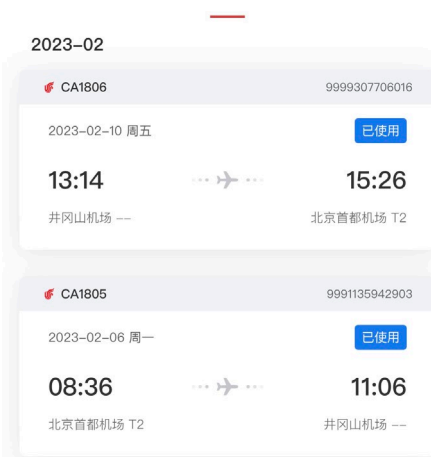 2023-02
CA1806 9999307706016
2023-02-10 周五 已使用
13:14 15:26
井冈山机场 -- 北京首都机场 T2
CA1805 9991135942903
2023-02-06 周一 已使用
08:36 11:06
北京首都机场 T2 井冈山机场 --